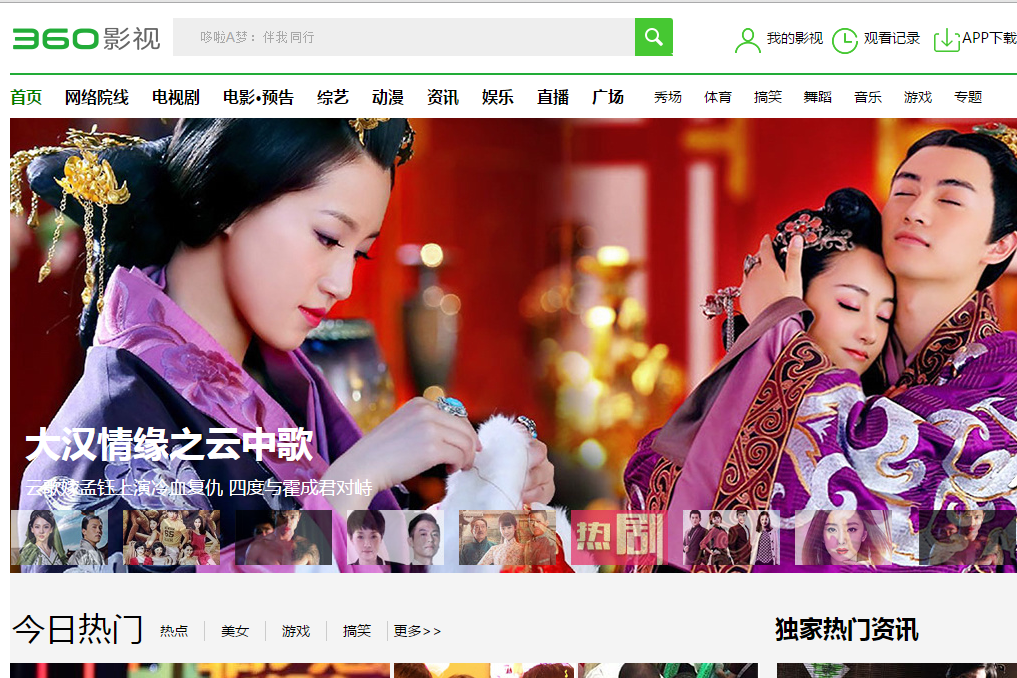 360影视
哆啦A梦：伴我同行
我的影视 观看记录 APP下载
首页 网络院线 电视剧 电影•预告 综艺 动漫 资讯 娱乐 直播 广场 秀场 体育 搞笑 舞蹈 音乐 游戏 专题
大汉情缘之云中歌
云歌嫁孟钰上演冷血复仇 四度与霍成君对峙
热剧
今日热门 热点 美女 游戏 搞笑 更多>>
独家热门资讯